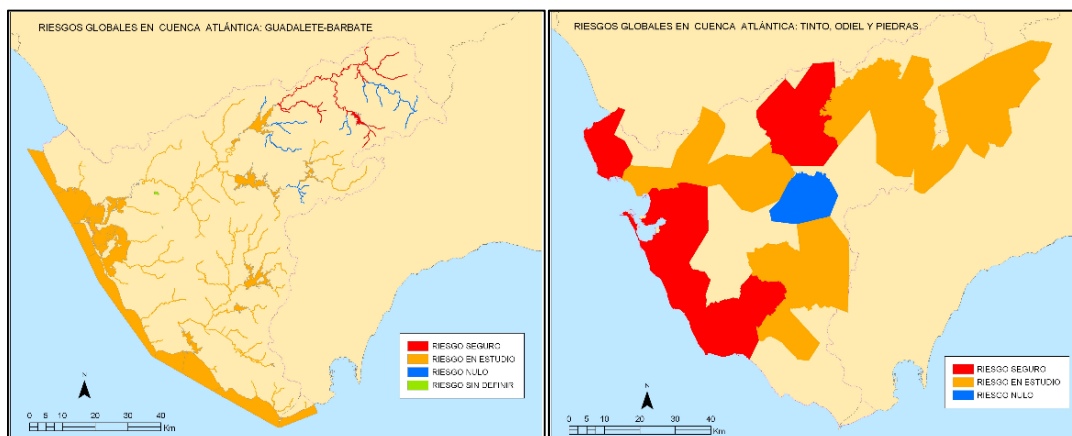 RIESGOS GLOBALES EN CUENCA ATLÁNTICA: GUADALETE-BARBATE
RIESGO SEGURO
RIESGO EN ESTUDIO
RIESGO NULO
RIESGO SIN DEFINIR
N
0 5 10 20 30 40
Km
RIESGOS GLOBALES EN CUENCA ATLÁNTICA: TINTO, ODIEL Y PIEDRAS.
RIESGO SEGURO
RIESGO EN ESTUDIO
RIESGO NULO
N
0 5 10 20 30 40
Km